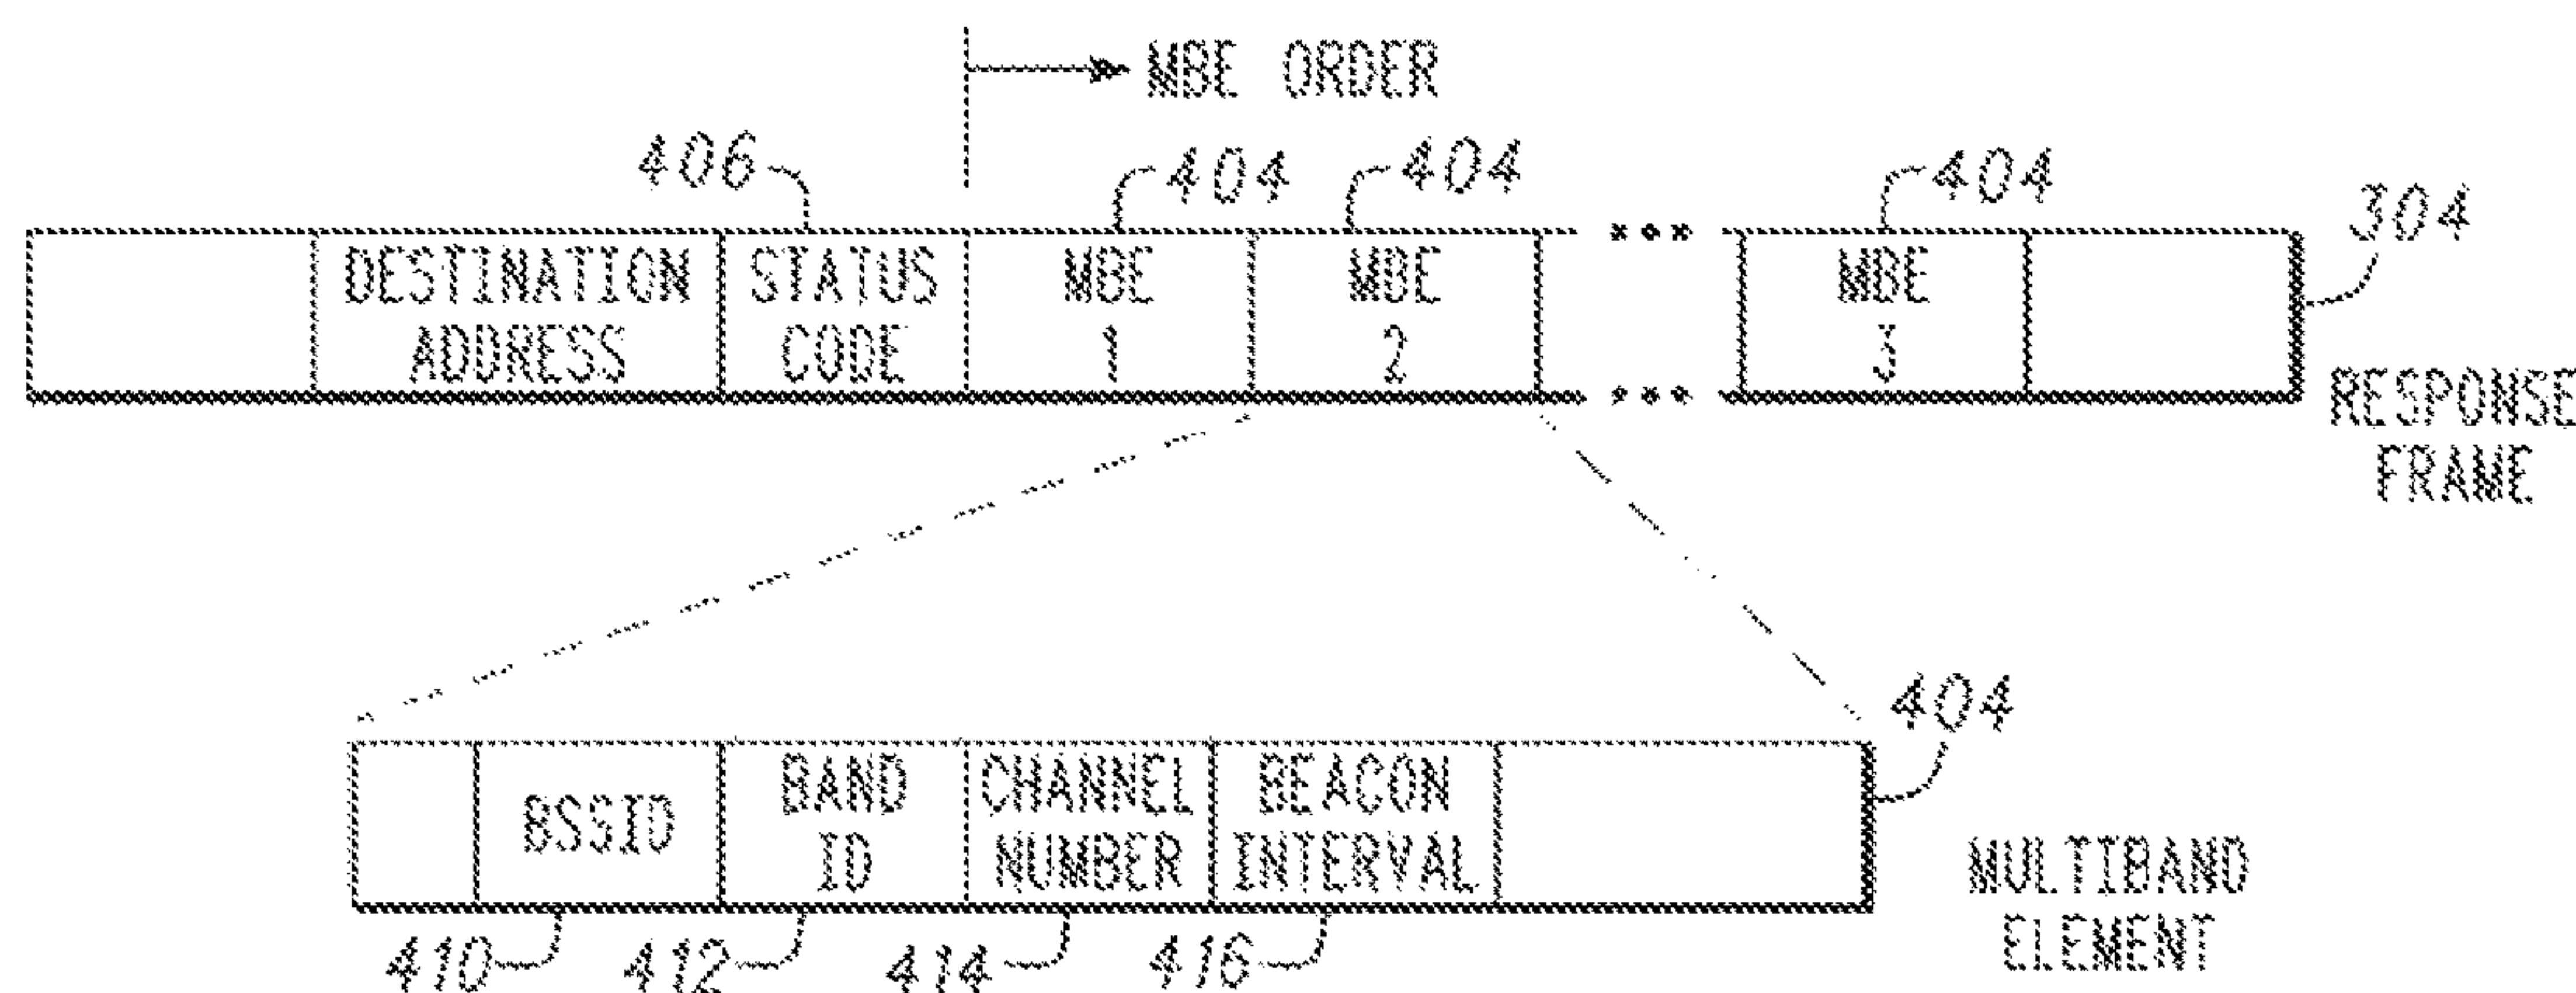 MBE ORDER
406
404
404
404
304
DESTINATION
ADDRESS
STATUS
CODE
MBE
1
MBE
2
MBE
3
RESPONSE
FRAME
404
BSSID
BAND
ID
CHANNEL
NUMBER
BEACON
INTERVAL
MULTIBAND
ELEMENT
410
412
414
416